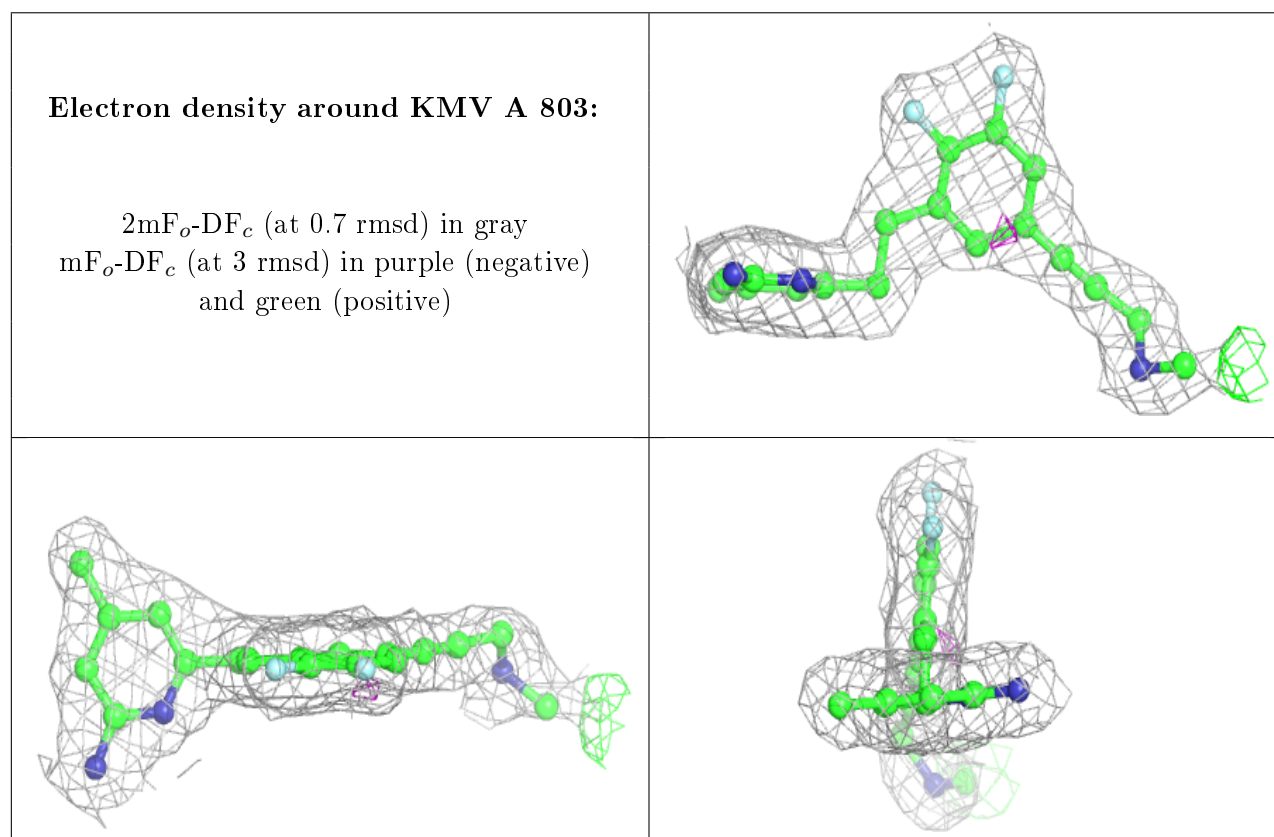 Electron density around KMV A 803:
2mFo-DFc (at 0.7 rmsd) in gray
mFo-DFc (at 3 rmsd) in purple (negative)
and green (positive)